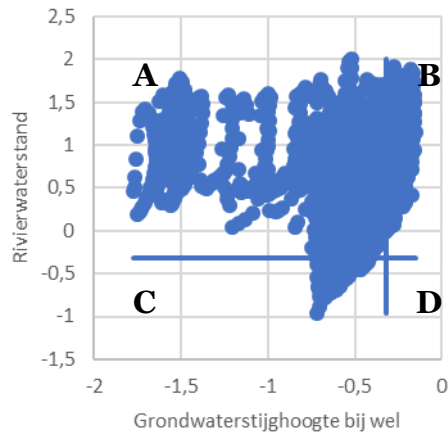 2,5
2
A B
1,5
1
0,5
0
-0,5
C D
-1
-1,5
-2 -1,5 -1 -0,5 0
Rivierwaterstand
Grondwaterstijghoogte bij wel